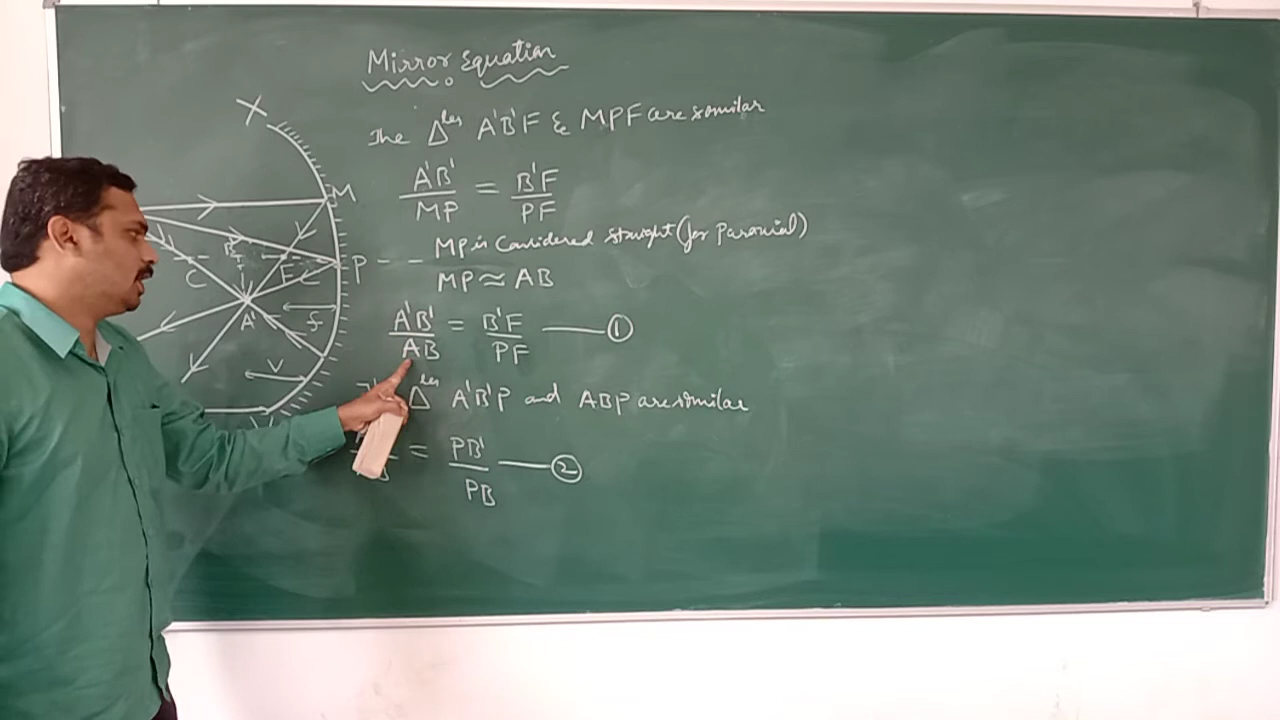 Mirror Equation
The Δles A'B'F & MPF are similar
A'B' = B'F
MP PF
MP is Considered straight (for Paraxial)
MP ≈ AB
A'B' = B'F — 1
AB PF
Δles A'B'P and ABP are similar
= PB' — 2
B PB
X
M
B'
P
C
F
A'
f
v